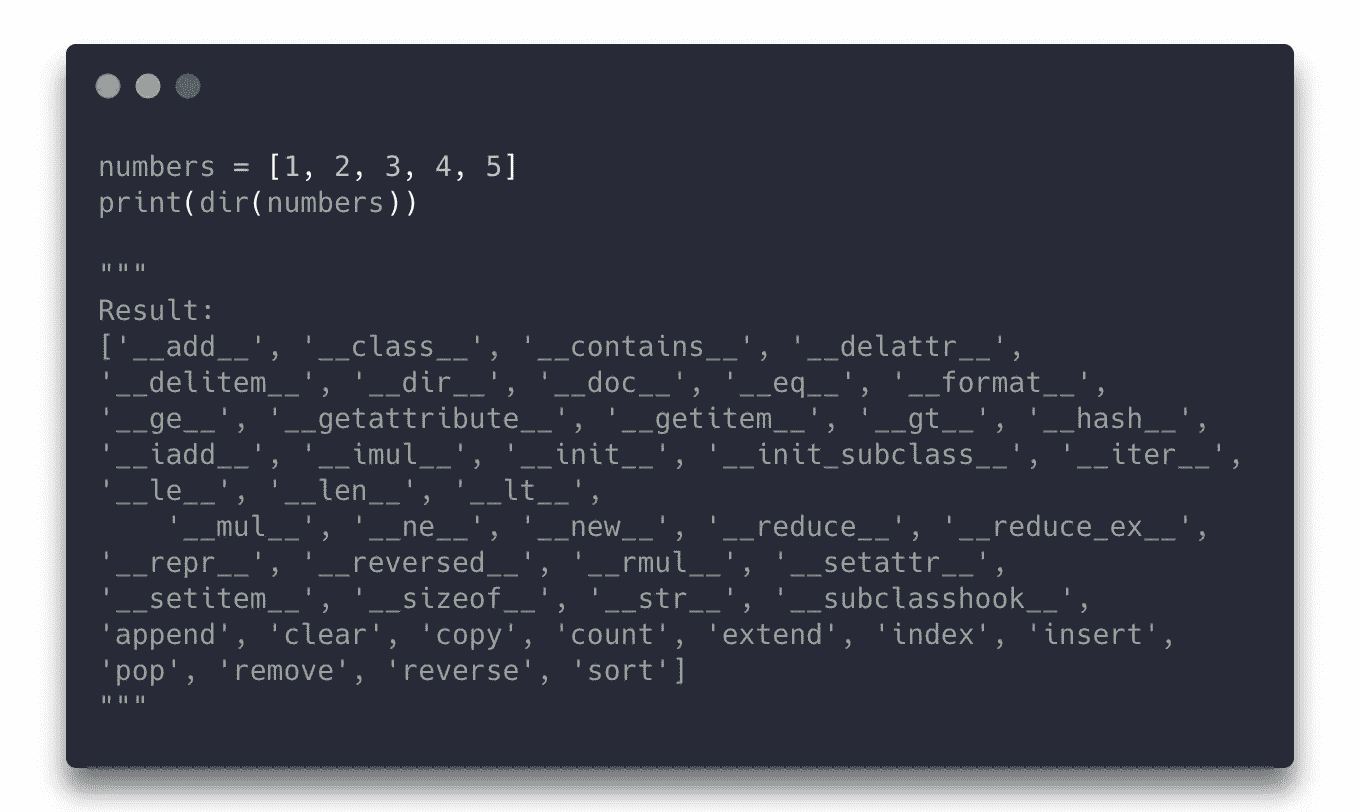 numbers = [1, 2, 3, 4, 5]
print(dir(numbers))
"""
Result:
['__add__', '__class__', '__contains__', '__delattr__',
'__delitem__', '__dir__', '__doc__', '__eq__', '__format__',
'__ge__', '__getattribute__', '__getitem__', '__gt__', '__hash__',
'__iadd__', '__imul__', '__init__', '__init_subclass__', '__iter__',
'__le__', '__len__', '__lt__',
    '__mul__', '__ne__', '__new__', '__reduce__', '__reduce_ex__',
'__repr__', '__reversed__', '__rmul__', '__setattr__',
'__setitem__', '__sizeof__', '__str__', '__subclasshook__',
'append', 'clear', 'copy', 'count', 'extend', 'index', 'insert',
'pop', 'remove', 'reverse', 'sort']
"""